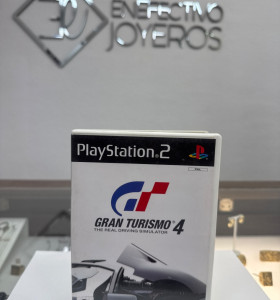 EN EFECTIVO
JOYEROS
PlayStation 2
GRAN TURISMO 4
THE REAL DRIVING SIMULATOR